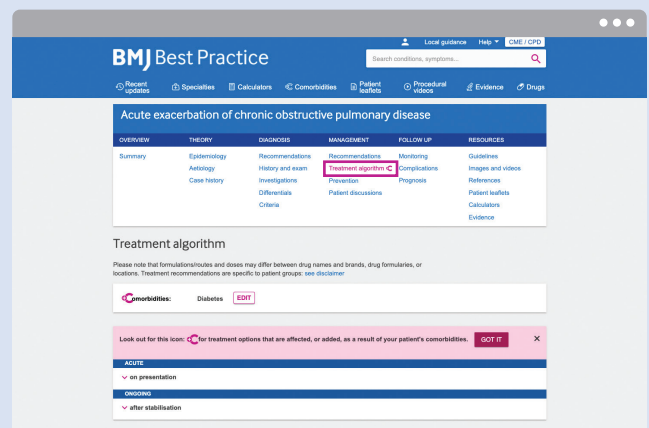 Local guidance Help CME / CPD
BMJ Best Practice
Search conditions, symptoms...
Recent updates Specialties Calculators Comorbidities Patient leaflets Procedural videos Evidence Drugs
Acute exacerbation of chronic obstructive pulmonary disease
OVERVIEW THEORY DIAGNOSIS MANAGEMENT FOLLOW UP RESOURCES
Summary Epidemiology Recommendations Recommendations Monitoring Guidelines
Aetiology History and exam Treatment algorithm Complications Images and videos
Case history Investigations Prevention Prognosis References
Differentials Patient discussions Patient leaflets
Criteria Calculators
Evidence
Treatment algorithm
Please note that formulations/routes and doses may differ between drug names and brands, drug formularies, or
locations. Treatment recommendations are specific to patient groups: see disclaimer
Comorbidities: Diabetes EDIT
Look out for this icon: for treatment options that are affected, or added, as a result of your patient's comorbidities. GOT IT
ACUTE
on presentation
ONGOING
after stabilisation